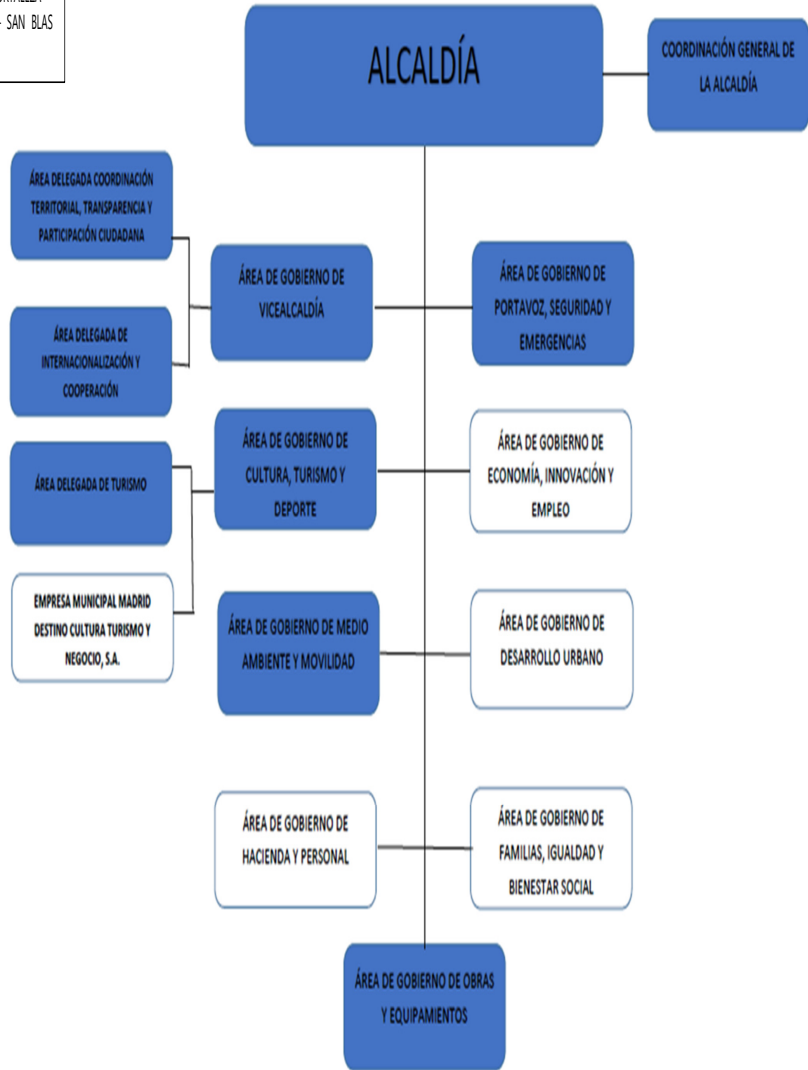 - SAN BLAS
ALCALDÍA
COORDINACIÓN GENERAL DE
LA ALCALDÍA
ÁREA DELEGADA COORDINACIÓN
TERRITORIAL, TRANSPARENCIA Y
PARTICIPACIÓN CIUDADANA
ÁREA DE GOBIERNO DE
VICEALCALDÍA
ÁREA DE GOBIERNO DE
PORTAVOZ, SEGURIDAD Y
EMERGENCIAS
ÁREA DELEGADA DE
INTERNACIONALIZACIÓN Y
COOPERACIÓN
ÁREA DE GOBIERNO DE
CULTURA, TURISMO Y
DEPORTE
ÁREA DE GOBIERNO DE
ECONOMÍA, INNOVACIÓN Y
EMPLEO
ÁREA DELEGADA DE TURISMO
EMPRESA MUNICIPAL MADRID
DESTINO CULTURA TURISMO Y
NEGOCIO, S.A.
ÁREA DE GOBIERNO DE MEDIO
AMBIENTE Y MOVILIDAD
ÁREA DE GOBIERNO DE
DESARROLLO URBANO
ÁREA DE GOBIERNO DE
HACIENDA Y PERSONAL
ÁREA DE GOBIERNO DE
FAMILIAS, IGUALDAD Y
BIENESTAR SOCIAL
ÁREA DE GOBIERNO DE OBRAS
Y EQUIPAMIENTOS